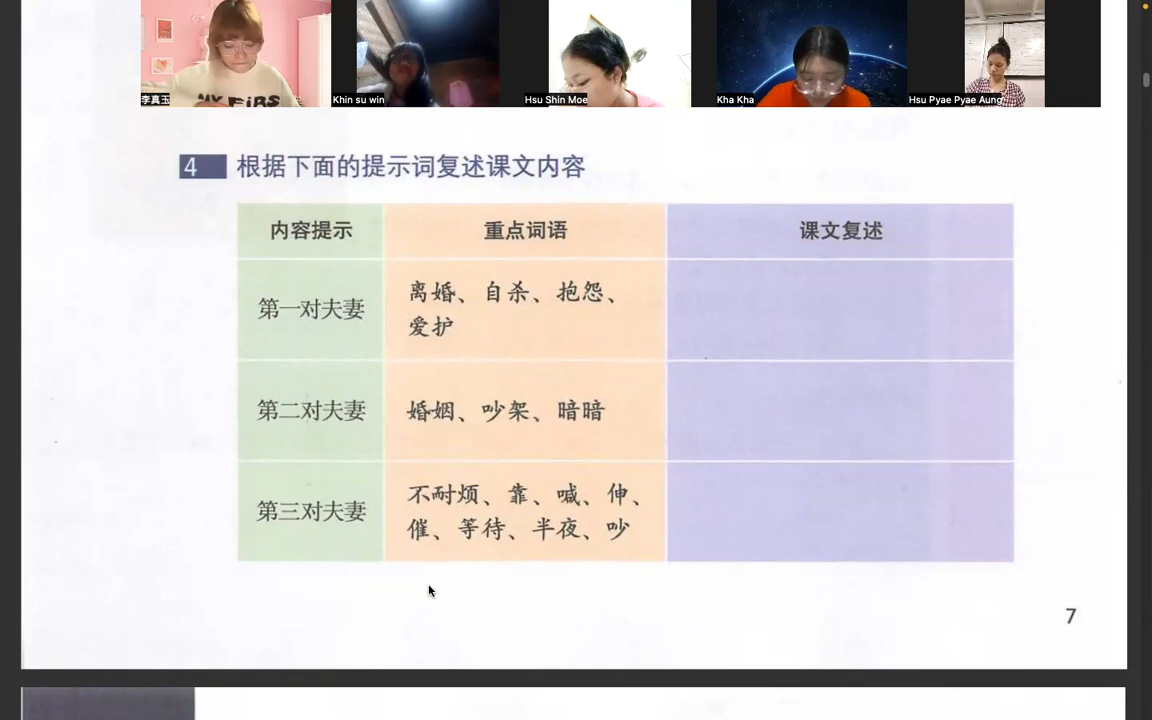 李真玉
Khin su win
Hsu Shin Moe
Kha Kha
Hsu Pyae Pyae Aung
4 根据下面的提示词复述课文内容
内容提示 重点词语 课文复述
第一对夫妻 离婚、自杀、抱怨、
爱护
第二对夫妻 婚姻、吵架、暗暗
第三对夫妻 不耐烦、靠、喊、伸、
催、等待、半夜、吵
7